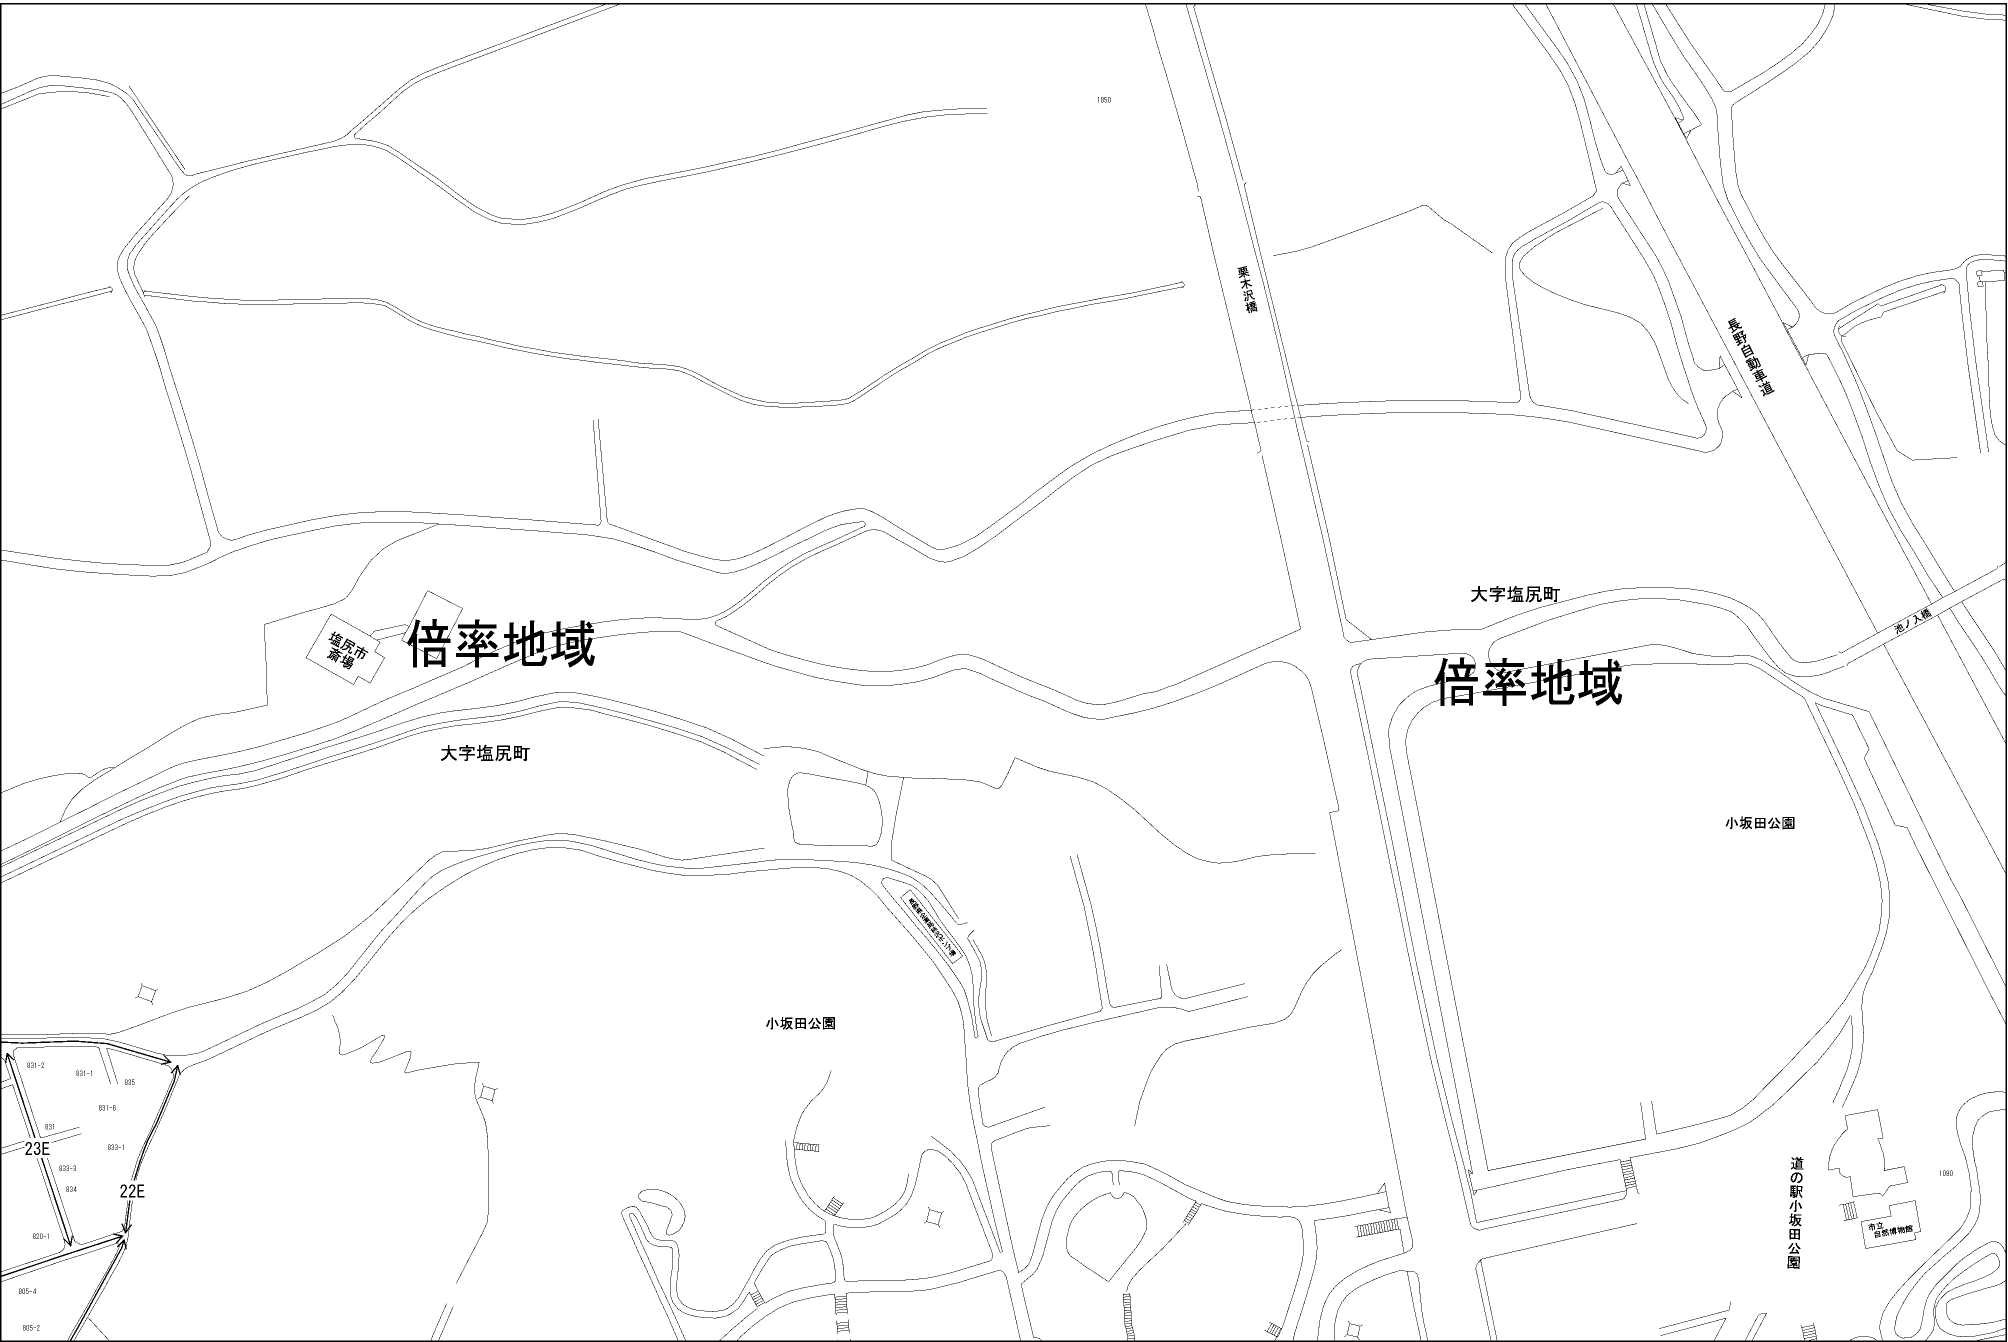 1850
栗木沢橋
長野自動車道
大字塩尻町
池ノ入橋
塩尻市
斎場
倍率地域
倍率地域
大字塩尻町
小坂田公園
小坂田公園
831-2
831-1
835
831-6
831
833-1
23E
833-3
834
22E
820-1
805-4
805-2
道の駅小坂田公園
1090
市立
自然博物館